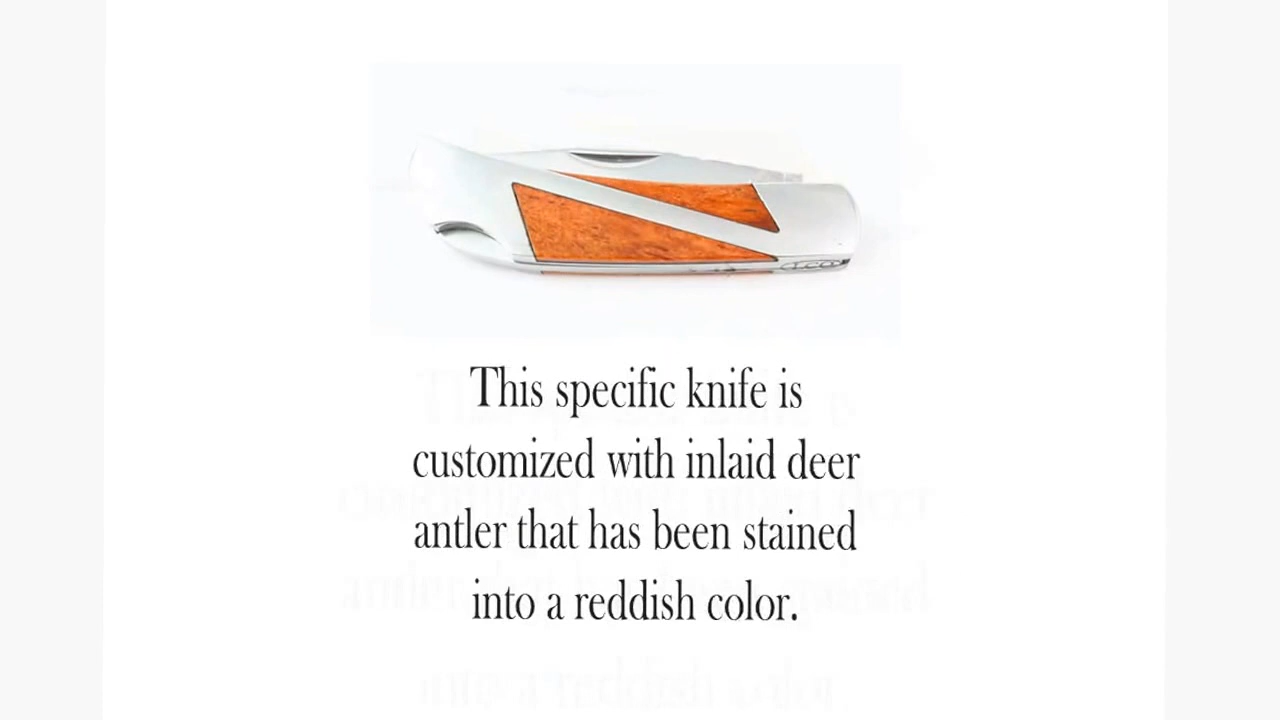 This specific knife is
customized with inlaid deer
antler that has been stained
into a reddish color.